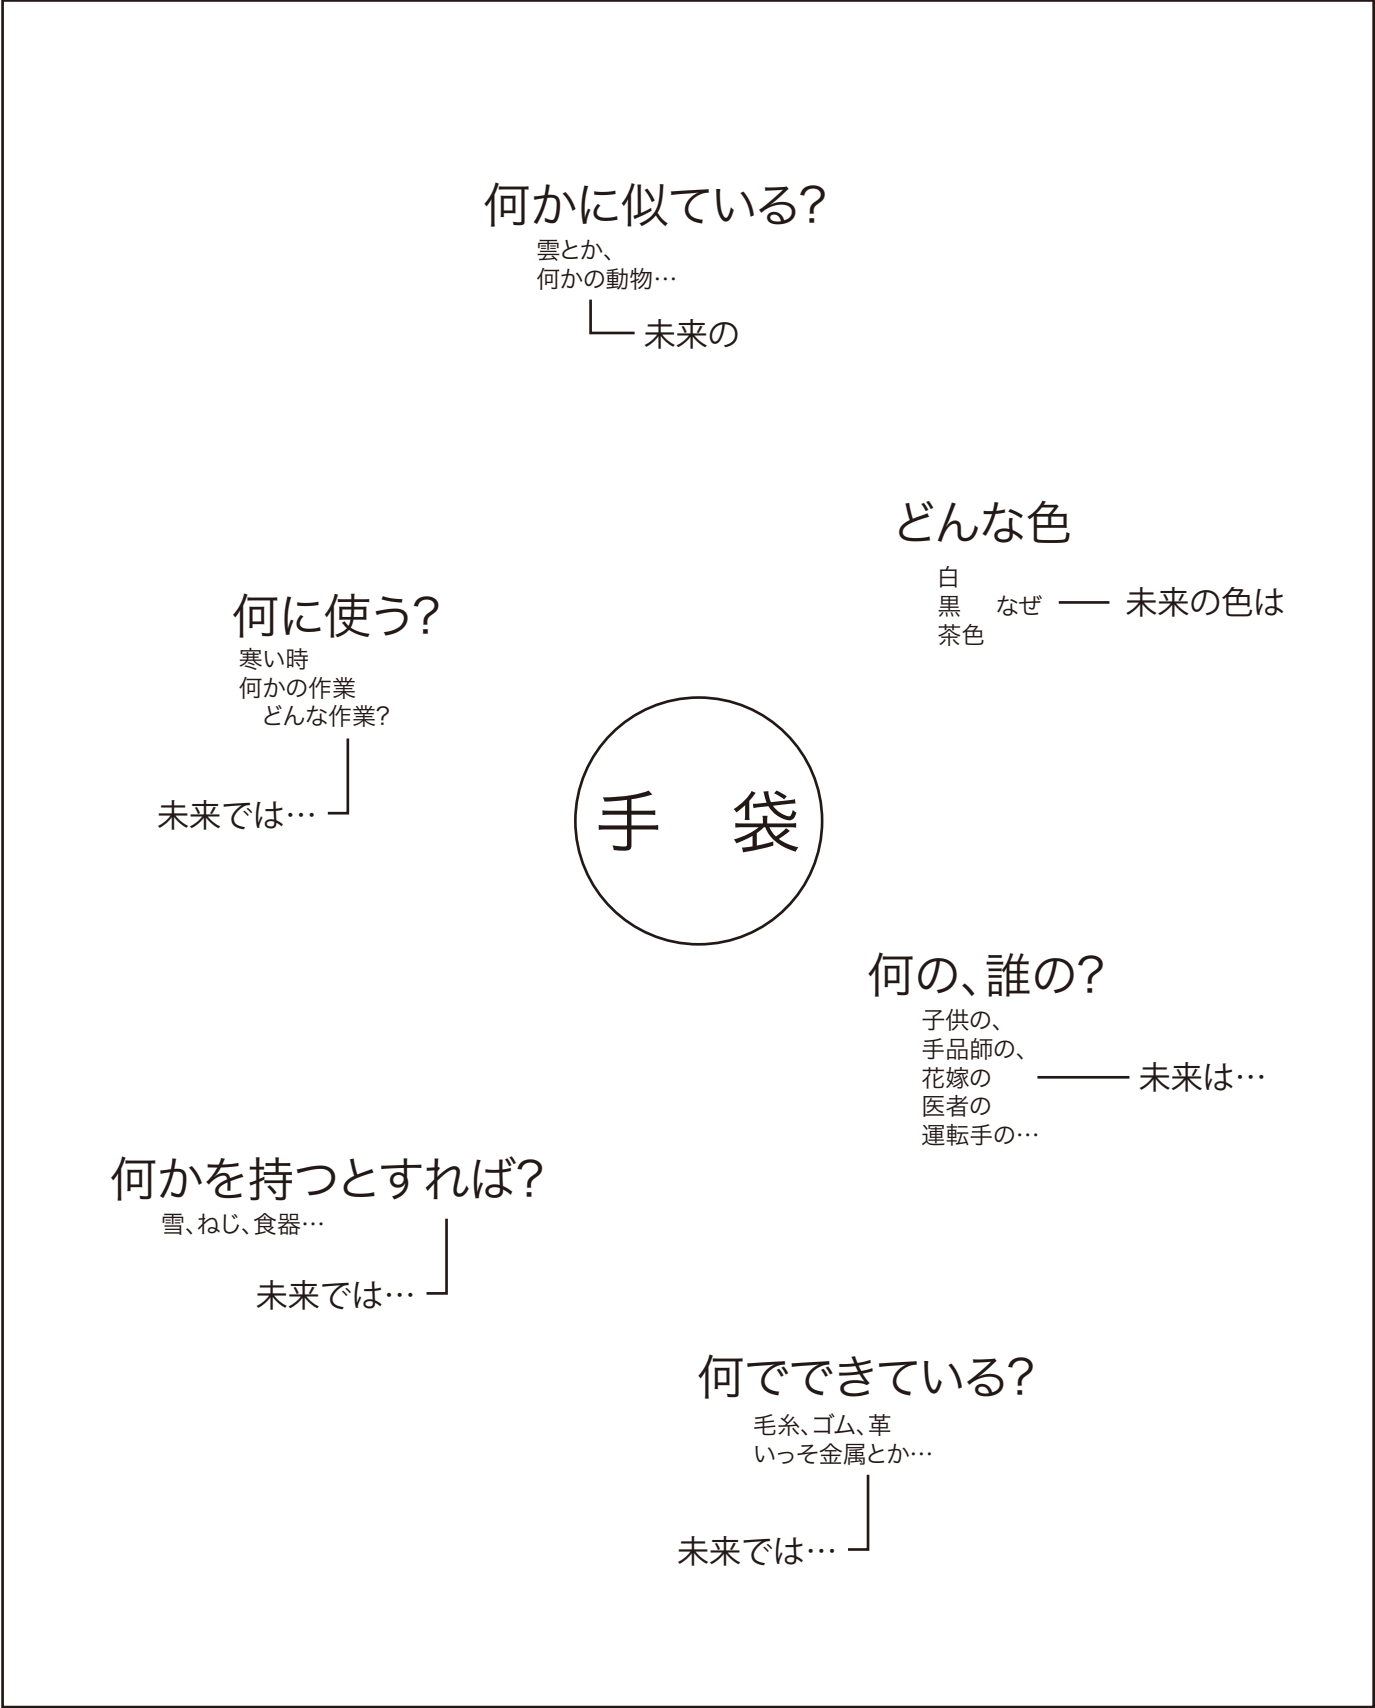 何かに似ている?
雲とか、
何かの動物…
未来の
どんな色
白
黒 なぜ 未来の色は
茶色
何に使う?
寒い時
何かの作業
どんな作業?
未来では…
手 袋
何の、誰の?
子供の、
手品師の、
花嫁の 未来は…
医者の
運転手の…
何かを持つとすれば?
雪、ねじ、食器…
未来では…
何でできている?
毛糸、ゴム、革
いっそ金属とか…
未来では…